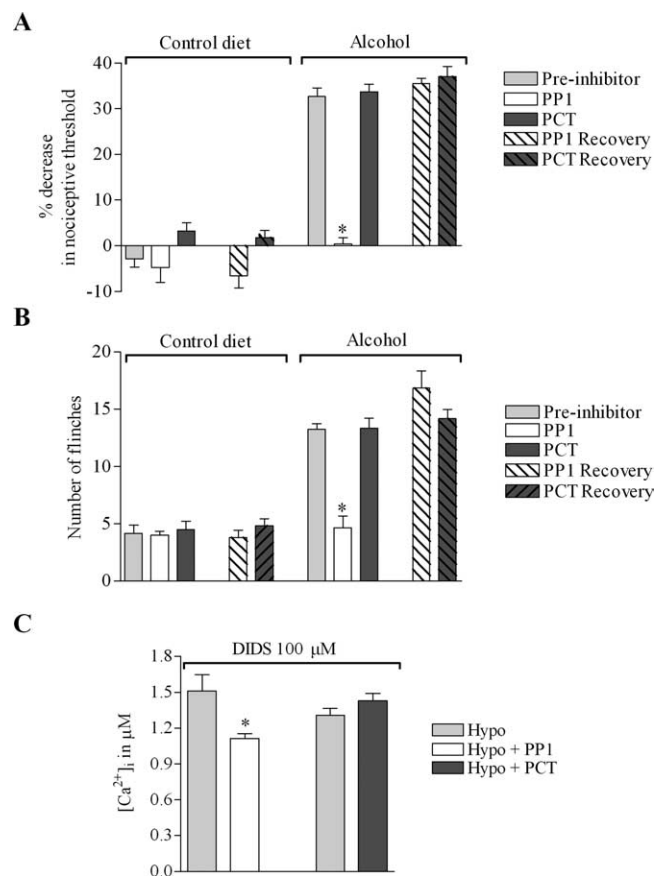 A
Control diet
Alcohol
% decrease
in nociceptive threshold
40
30
20
10
0
-10
*
Pre-inhibitor
PP1
PCT
PP1 Recovery
PCT Recovery
B
Control diet
Alcohol
Number of flinches
20
15
10
5
0
*
Pre-inhibitor
PP1
PCT
PP1 Recovery
PCT Recovery
C
DIDS 100 μM
[Ca²⁺]ᵢ in μM
1.8
1.5
1.2
0.9
0.6
0.3
0.0
*
Hypo
Hypo + PP1
Hypo + PCT